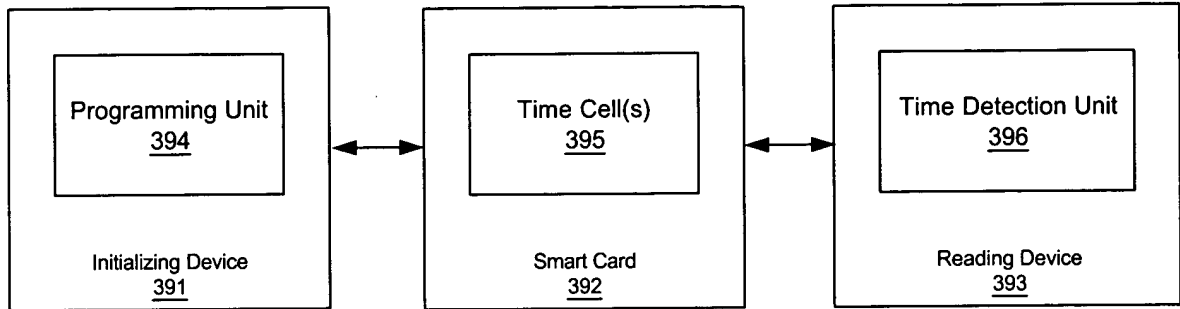 Programming Unit
394
Initializing Device
391
Time Cell(s)
395
Smart Card
392
Time Detection Unit
396
Reading Device
393